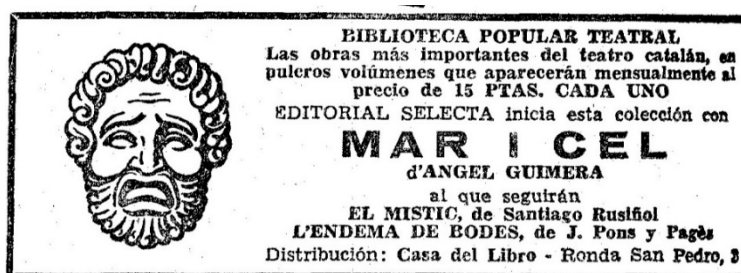 BIBLIOTECA POPULAR TEATRAL
Las obras más importantes del teatro catalán, en
pulcros volúmenes que aparecerán mensualmente al
precio de 15 PTAS. CADA UNO
EDITORIAL SELECTA inicia esta colección con
MAR I CEL
d'ANGEL GUIMERA
al que seguirán
EL MISTIC, de Santiago Rusiñol
L'ENDEMA DE BODES, de J. Pons y Pagès
Distribución: Casa del Libro - Ronda San Pedro, 3